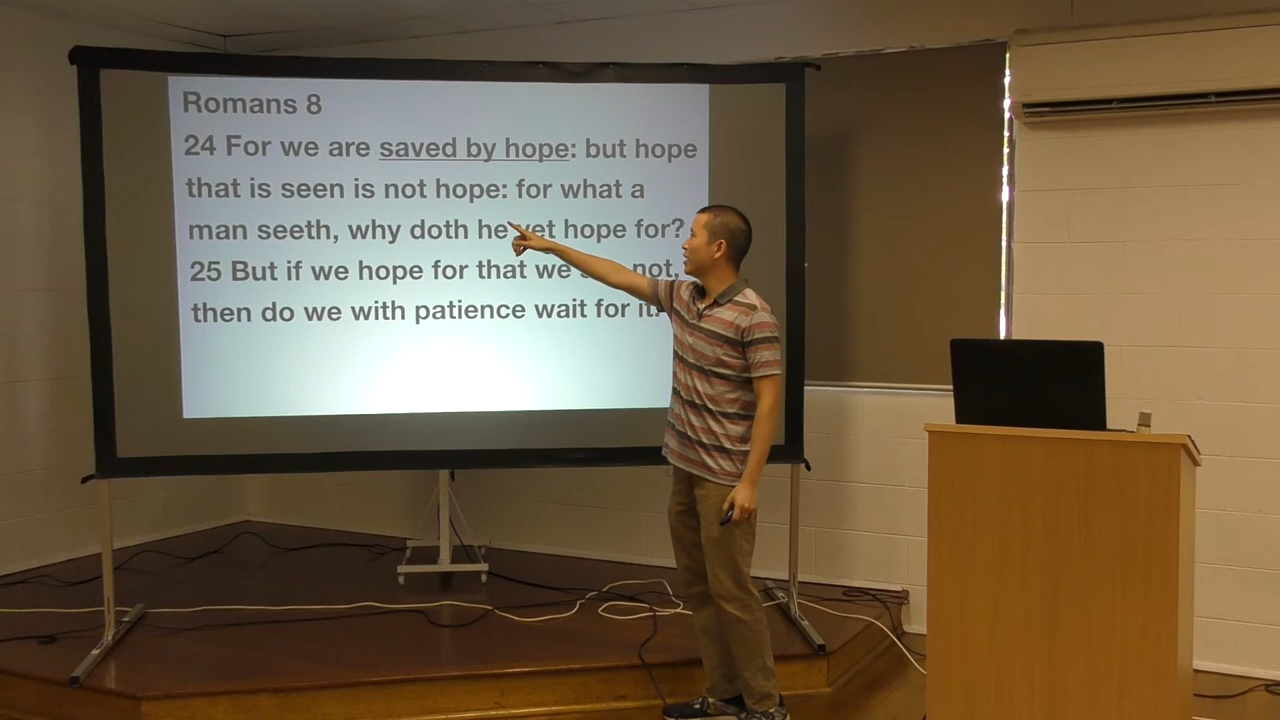 Romans 8
24 For we are saved by hope: but hope
that is seen is not hope: for what a
man seeth, why doth he yet hope for?
25 But if we hope for that we see not,
then do we with patience wait for it.